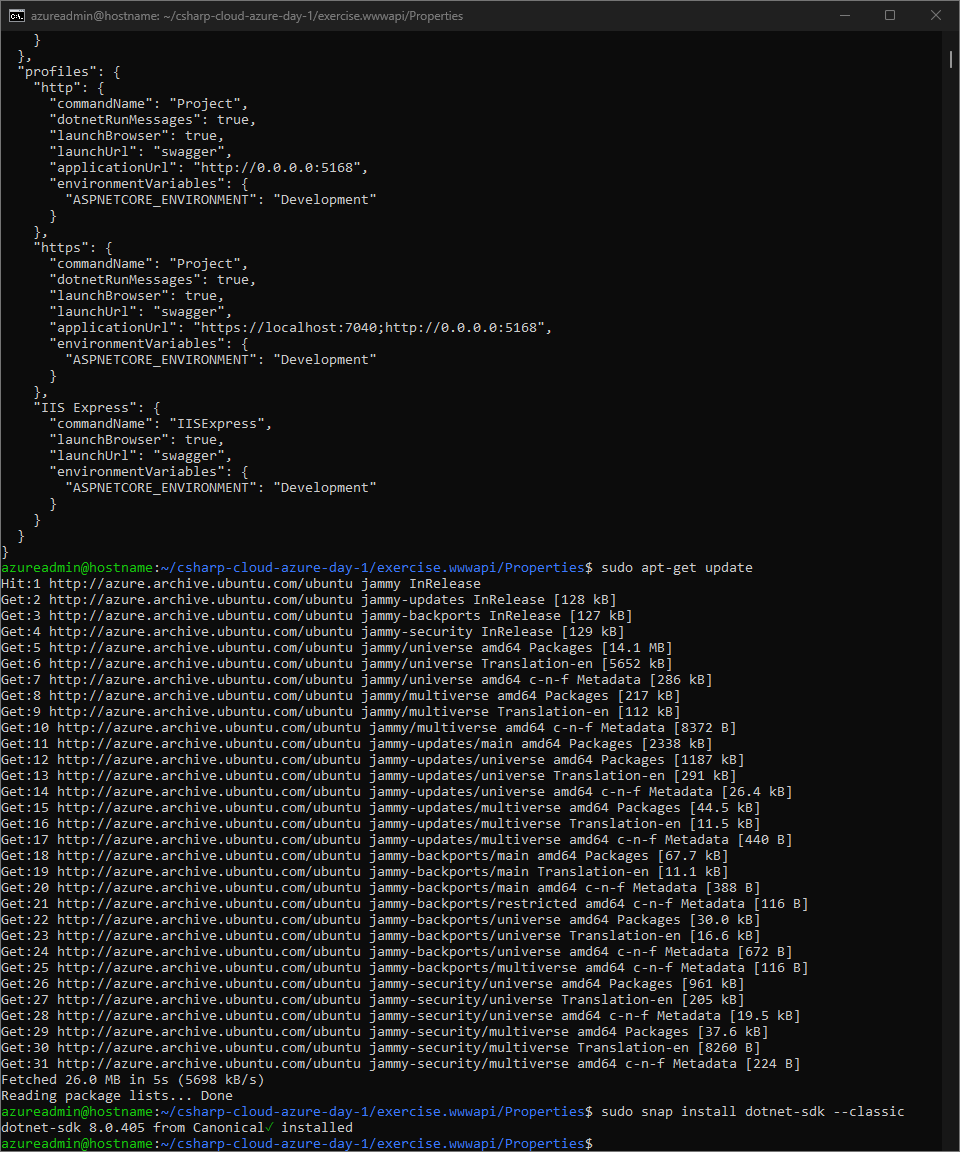 azureadmin@hostname: ~/csharp-cloud-azure-day-1/exercise.wwwapi/Properties
    }
  },
  "profiles": {
    "http": {
      "commandName": "Project",
      "dotnetRunMessages": true,
      "launchBrowser": true,
      "launchUrl": "swagger",
      "applicationUrl": "http://0.0.0.0:5168",
      "environmentVariables": {
        "ASPNETCORE_ENVIRONMENT": "Development"
      }
    },
    "https": {
      "commandName": "Project",
      "dotnetRunMessages": true,
      "launchBrowser": true,
      "launchUrl": "swagger",
      "applicationUrl": "https://localhost:7040;http://0.0.0.0:5168",
      "environmentVariables": {
        "ASPNETCORE_ENVIRONMENT": "Development"
      }
    },
    "IIS Express": {
      "commandName": "IISExpress",
      "launchBrowser": true,
      "launchUrl": "swagger",
      "environmentVariables": {
        "ASPNETCORE_ENVIRONMENT": "Development"
      }
    }
  }
}
azureadmin@hostname:~/csharp-cloud-azure-day-1/exercise.wwwapi/Properties$ sudo apt-get update
Hit:1 http://azure.archive.ubuntu.com/ubuntu jammy InRelease
Get:2 http://azure.archive.ubuntu.com/ubuntu jammy-updates InRelease [128 kB]
Get:3 http://azure.archive.ubuntu.com/ubuntu jammy-backports InRelease [127 kB]
Get:4 http://azure.archive.ubuntu.com/ubuntu jammy-security InRelease [129 kB]
Get:5 http://azure.archive.ubuntu.com/ubuntu jammy/universe amd64 Packages [14.1 MB]
Get:6 http://azure.archive.ubuntu.com/ubuntu jammy/universe Translation-en [5652 kB]
Get:7 http://azure.archive.ubuntu.com/ubuntu jammy/universe amd64 c-n-f Metadata [286 kB]
Get:8 http://azure.archive.ubuntu.com/ubuntu jammy/multiverse amd64 Packages [217 kB]
Get:9 http://azure.archive.ubuntu.com/ubuntu jammy/multiverse Translation-en [112 kB]
Get:10 http://azure.archive.ubuntu.com/ubuntu jammy/multiverse amd64 c-n-f Metadata [8372 B]
Get:11 http://azure.archive.ubuntu.com/ubuntu jammy-updates/main amd64 Packages [2338 kB]
Get:12 http://azure.archive.ubuntu.com/ubuntu jammy-updates/universe amd64 Packages [1187 kB]
Get:13 http://azure.archive.ubuntu.com/ubuntu jammy-updates/universe Translation-en [291 kB]
Get:14 http://azure.archive.ubuntu.com/ubuntu jammy-updates/universe amd64 c-n-f Metadata [26.4 kB]
Get:15 http://azure.archive.ubuntu.com/ubuntu jammy-updates/multiverse amd64 Packages [44.5 kB]
Get:16 http://azure.archive.ubuntu.com/ubuntu jammy-updates/multiverse Translation-en [11.5 kB]
Get:17 http://azure.archive.ubuntu.com/ubuntu jammy-updates/multiverse amd64 c-n-f Metadata [440 B]
Get:18 http://azure.archive.ubuntu.com/ubuntu jammy-backports/main amd64 Packages [67.7 kB]
Get:19 http://azure.archive.ubuntu.com/ubuntu jammy-backports/main Translation-en [11.1 kB]
Get:20 http://azure.archive.ubuntu.com/ubuntu jammy-backports/main amd64 c-n-f Metadata [388 B]
Get:21 http://azure.archive.ubuntu.com/ubuntu jammy-backports/restricted amd64 c-n-f Metadata [116 B]
Get:22 http://azure.archive.ubuntu.com/ubuntu jammy-backports/universe amd64 Packages [30.0 kB]
Get:23 http://azure.archive.ubuntu.com/ubuntu jammy-backports/universe Translation-en [16.6 kB]
Get:24 http://azure.archive.ubuntu.com/ubuntu jammy-backports/universe amd64 c-n-f Metadata [672 B]
Get:25 http://azure.archive.ubuntu.com/ubuntu jammy-backports/multiverse amd64 c-n-f Metadata [116 B]
Get:26 http://azure.archive.ubuntu.com/ubuntu jammy-security/universe amd64 Packages [961 kB]
Get:27 http://azure.archive.ubuntu.com/ubuntu jammy-security/universe Translation-en [205 kB]
Get:28 http://azure.archive.ubuntu.com/ubuntu jammy-security/universe amd64 c-n-f Metadata [19.5 kB]
Get:29 http://azure.archive.ubuntu.com/ubuntu jammy-security/multiverse amd64 Packages [37.6 kB]
Get:30 http://azure.archive.ubuntu.com/ubuntu jammy-security/multiverse Translation-en [8260 B]
Get:31 http://azure.archive.ubuntu.com/ubuntu jammy-security/multiverse amd64 c-n-f Metadata [224 B]
Fetched 26.0 MB in 5s (5698 kB/s)
Reading package lists... Done
azureadmin@hostname:~/csharp-cloud-azure-day-1/exercise.wwwapi/Properties$ sudo snap install dotnet-sdk --classic
dotnet-sdk 8.0.405 from Canonical✓ installed
azureadmin@hostname:~/csharp-cloud-azure-day-1/exercise.wwwapi/Properties$